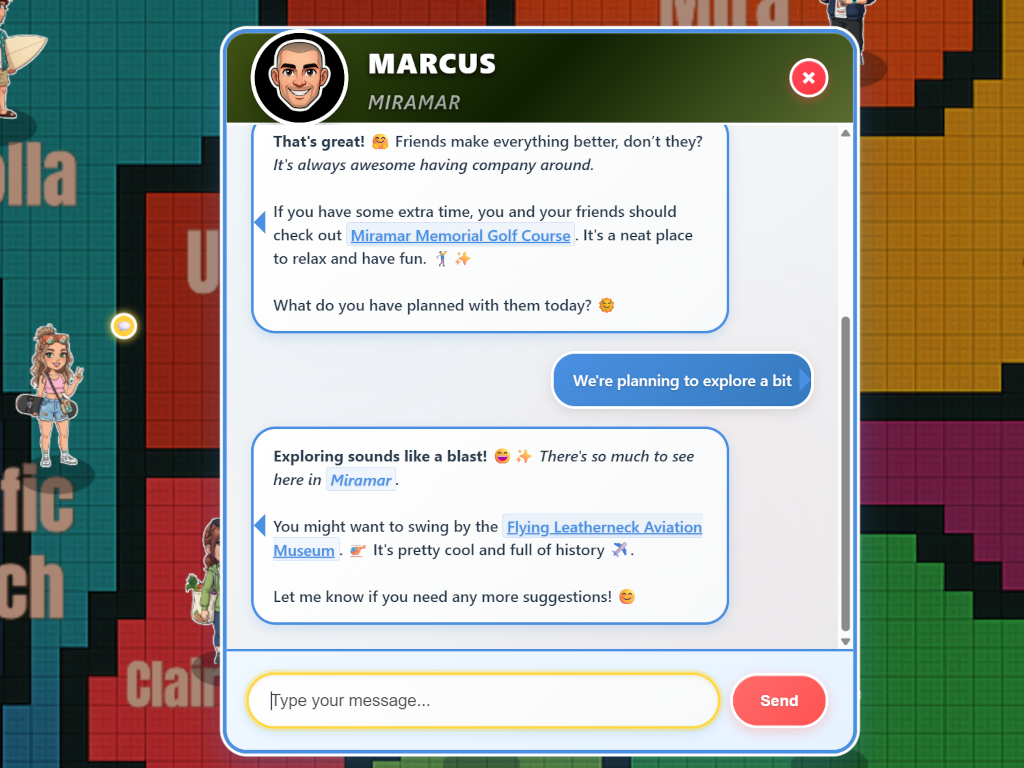 Mira
MARCUS
MIRAMAR
olla
U
fic
ch
Clair
That's great! 🤗 Friends make everything better, don’t they?
It's always awesome having company around.
If you have some extra time, you and your friends should
check out Miramar Memorial Golf Course. It's a neat place
to relax and have fun. 🏌️ ✨
What do you have planned with them today? 🌞
We're planning to explore a bit
Exploring sounds like a blast! 😄 ✨ There's so much to see
here in Miramar.
You might want to swing by the Flying Leatherneck Aviation
Museum. 🚁 It's pretty cool and full of history ✈️.
Let me know if you need any more suggestions! 😊
Type your message...
Send